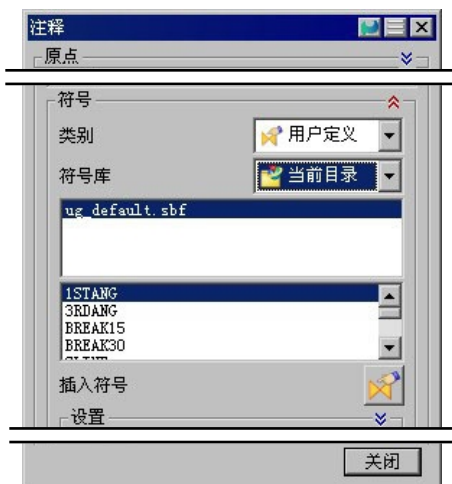 注释
原点
符号
类别 用户定义
符号库 当前目录
ug_default.sbf
1STANG
3RDANG
BREAK15
BREAK30
插入符号
设置
关闭